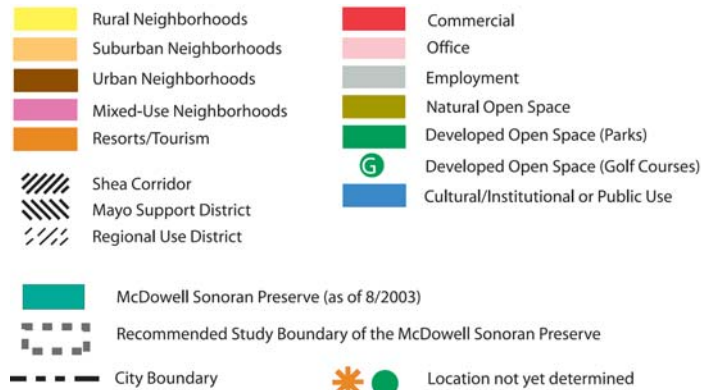 Rural Neighborhoods
Suburban Neighborhoods
Urban Neighborhoods
Mixed-Use Neighborhoods
Resorts/Tourism
Shea Corridor
Mayo Support District
Regional Use District
Commercial
Office
Employment
Natural Open Space
Developed Open Space (Parks)
G Developed Open Space (Golf Courses)
Cultural/Institutional or Public Use
McDowell Sonoran Preserve (as of 8/2003)
Recommended Study Boundary of the McDowell Sonoran Preserve
City Boundary
Location not yet determined